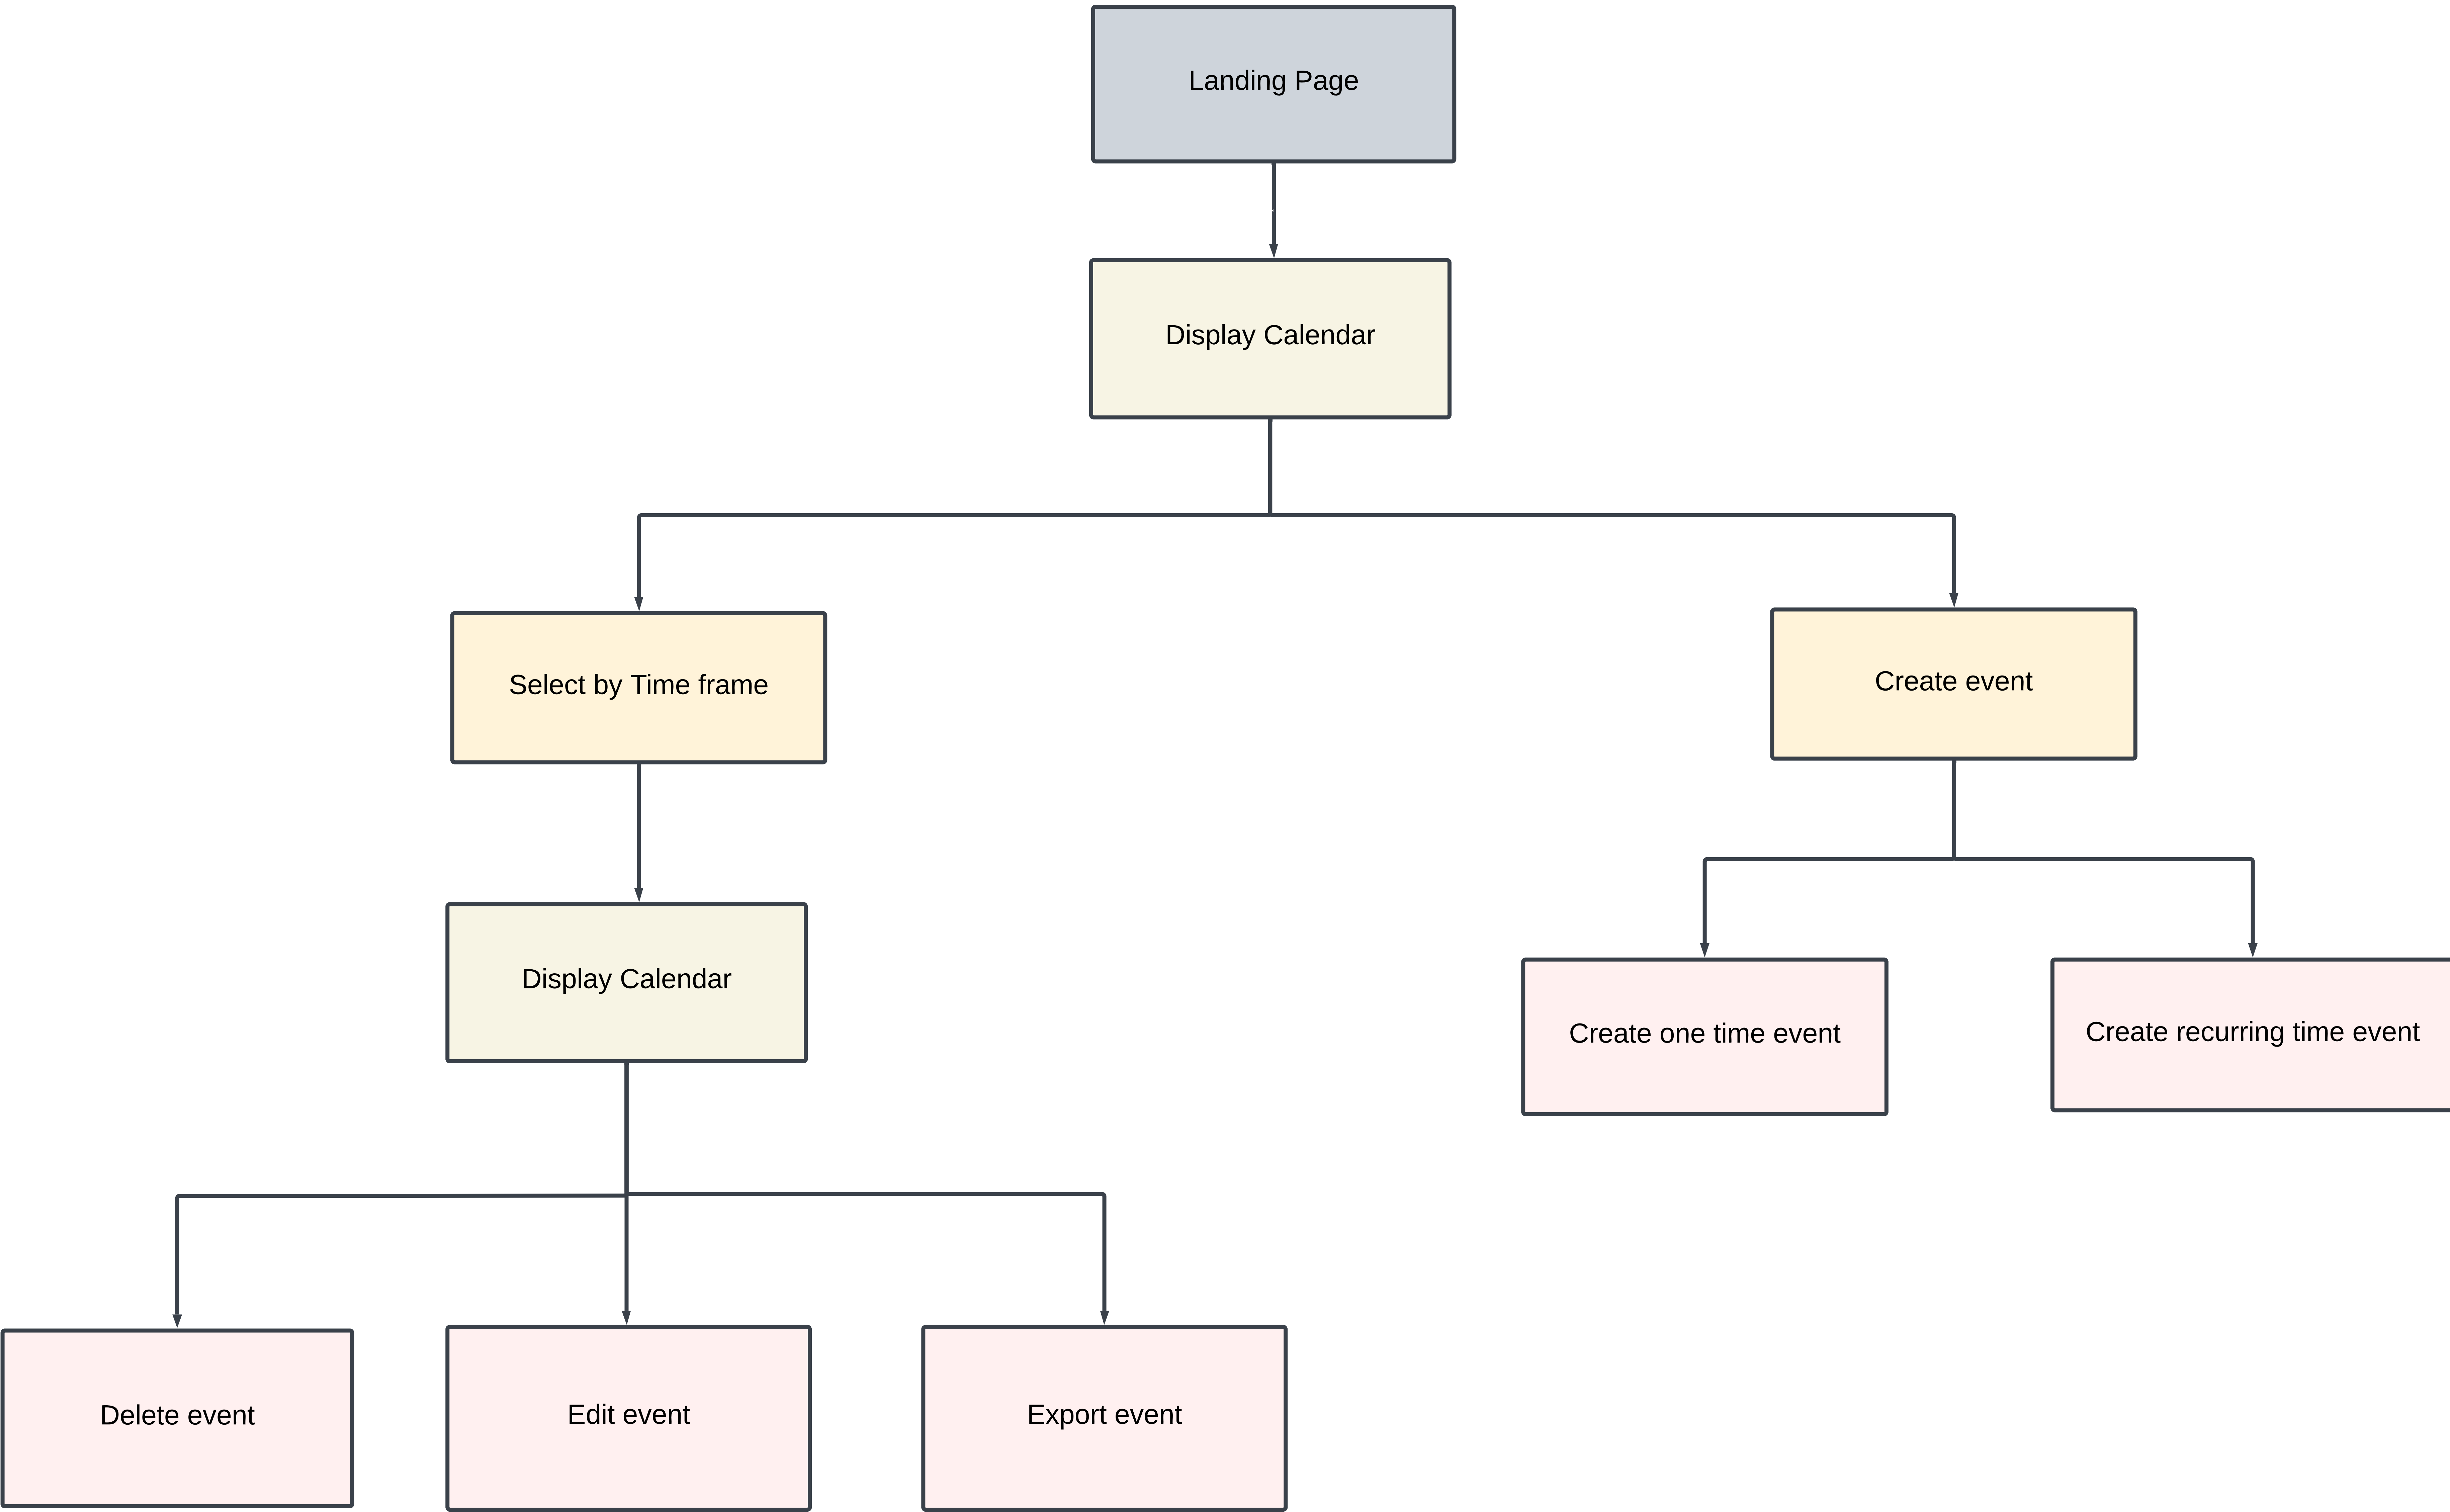 Landing Page
Display Calendar
Select by Time frame
Create event
Display Calendar
Create one time event
Create recurring time event
Delete event
Edit event
Export event